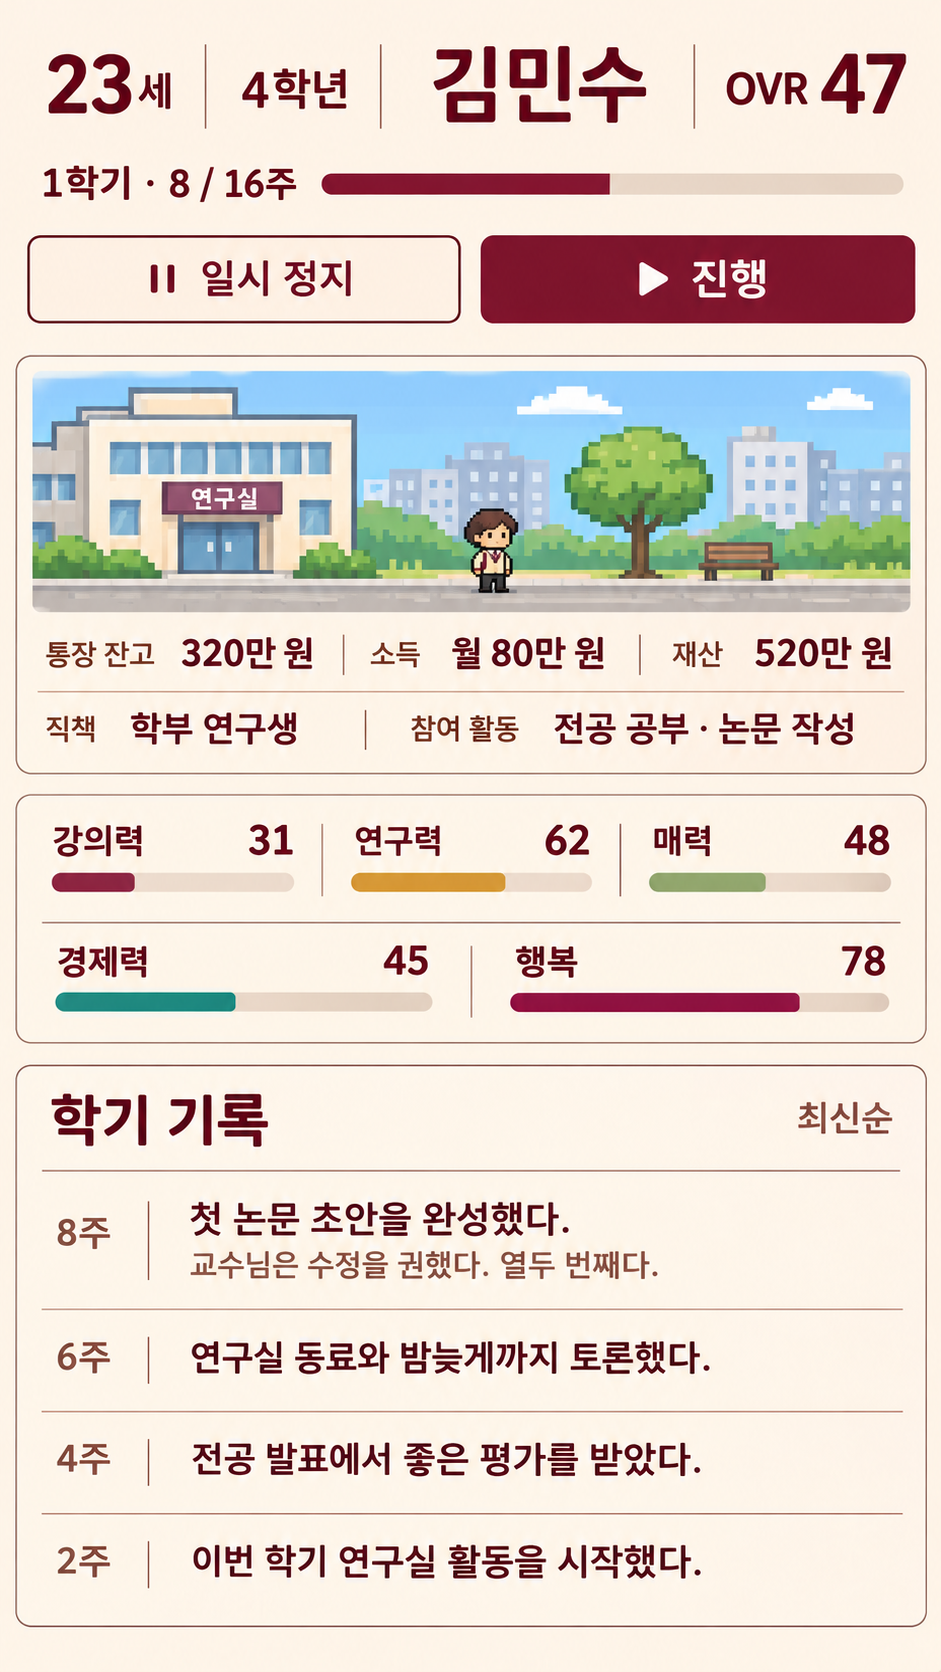 23세 4학년 김민수 OVR 47
1학기 · 8 / 16주
일시 정지 진행
연구실
통장 잔고 320만 원 소득 월 80만 원 재산 520만 원
직책 학부 연구생 참여 활동 전공 공부 · 논문 작성
강의력 31 연구력 62 매력 48
경제력 45 행복 78
학기 기록 최신순
8주 첫 논문 초안을 완성했다.
교수님은 수정을 권했다. 열두 번째다.
6주 연구실 동료와 밤늦게까지 토론했다.
4주 전공 발표에서 좋은 평가를 받았다.
2주 이번 학기 연구실 활동을 시작했다.